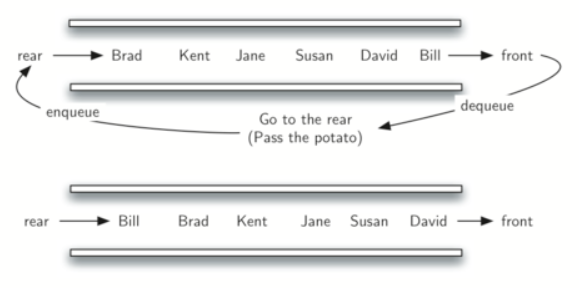 rear Brad Kent Jane Susan David Bill front
enqueue
dequeue
Go to the rear
(Pass the potato)
rear Bill Brad Kent Jane Susan David front